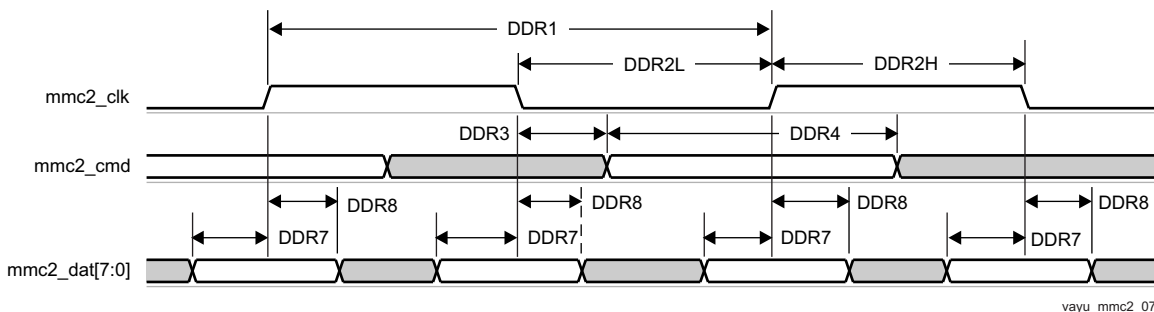 DDR1
DDR2L DDR2H
mmc2_clk
DDR3 DDR4
mmc2_cmd
DDR8 DDR8 DDR8 DDR8
DDR7 DDR7 DDR7 DDR7
mmc2_dat[7:0]
vayu_mmc2_07